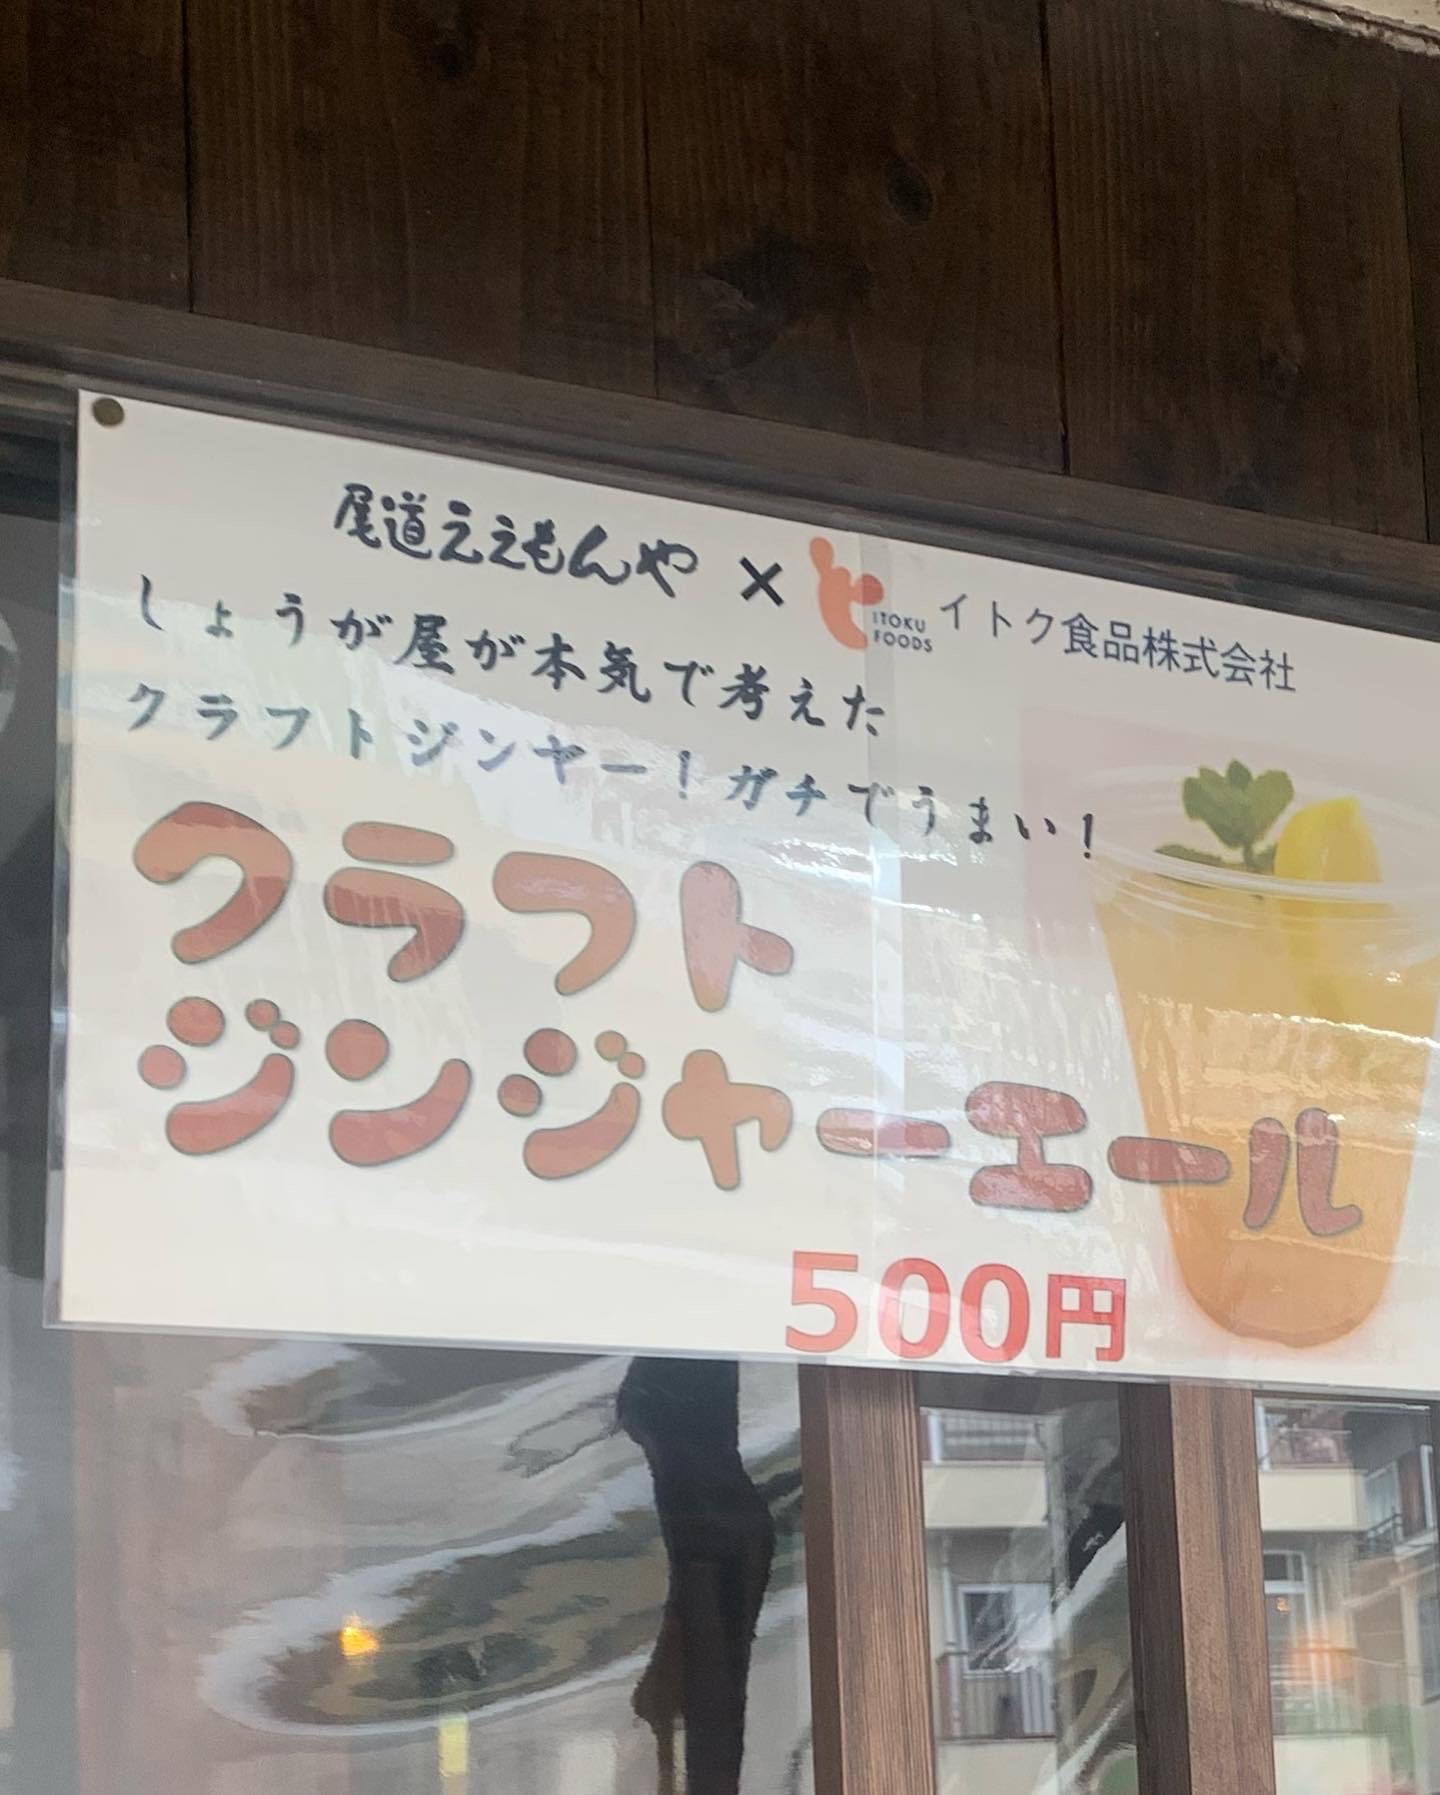 尾道ええもんや × ITOKU FOODS イトク食品株式会社
しょうが屋が本気で考えた
クラフトジンヤー！ガチでうまい！
クラフト
ジンジャーエール
500円